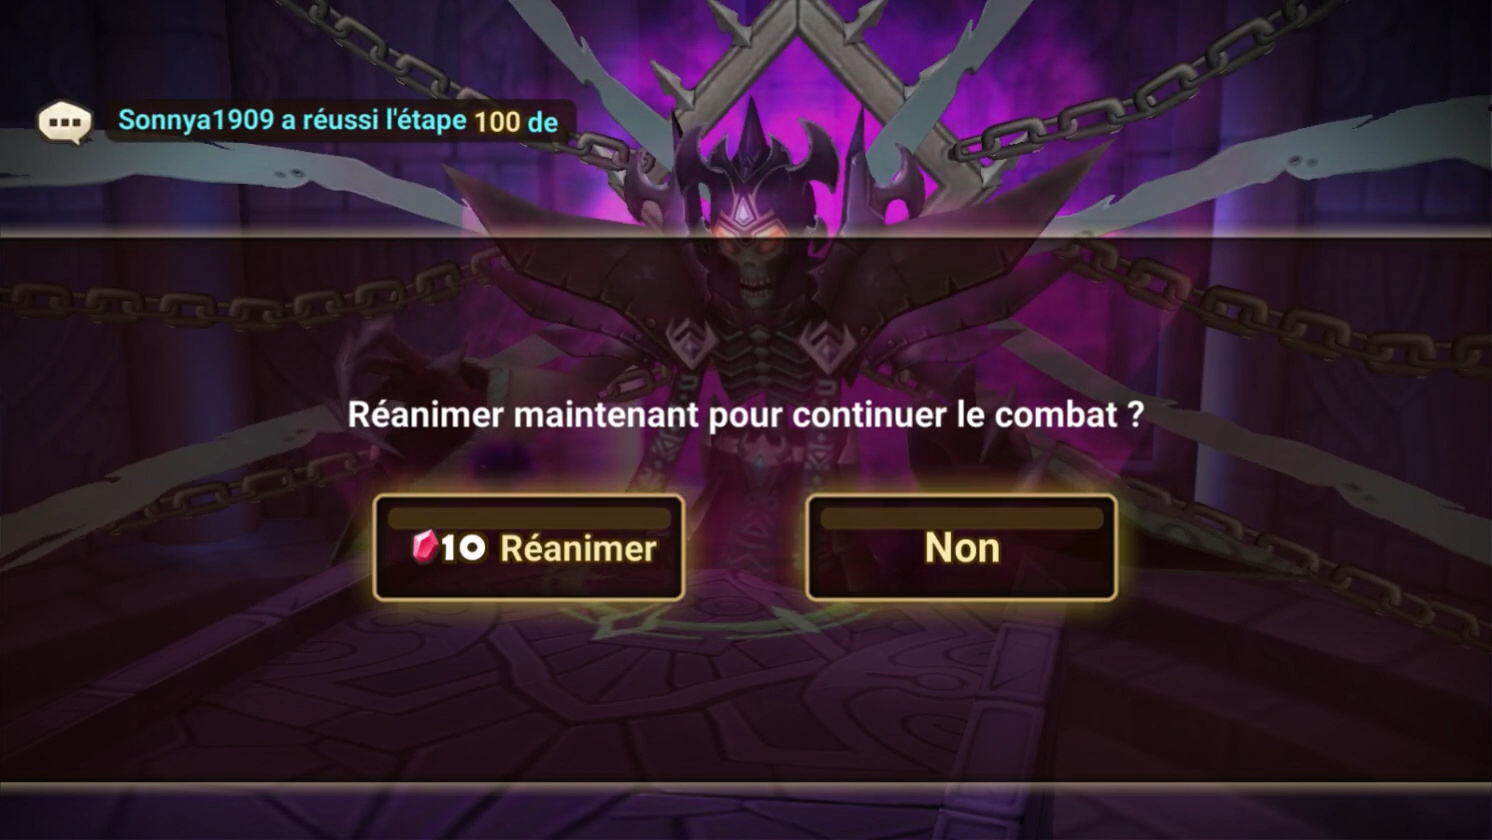 Sonnya1909 a réussi l'étape 100 de
Réanimer maintenant pour continuer le combat ?
10 Réanimer
Non